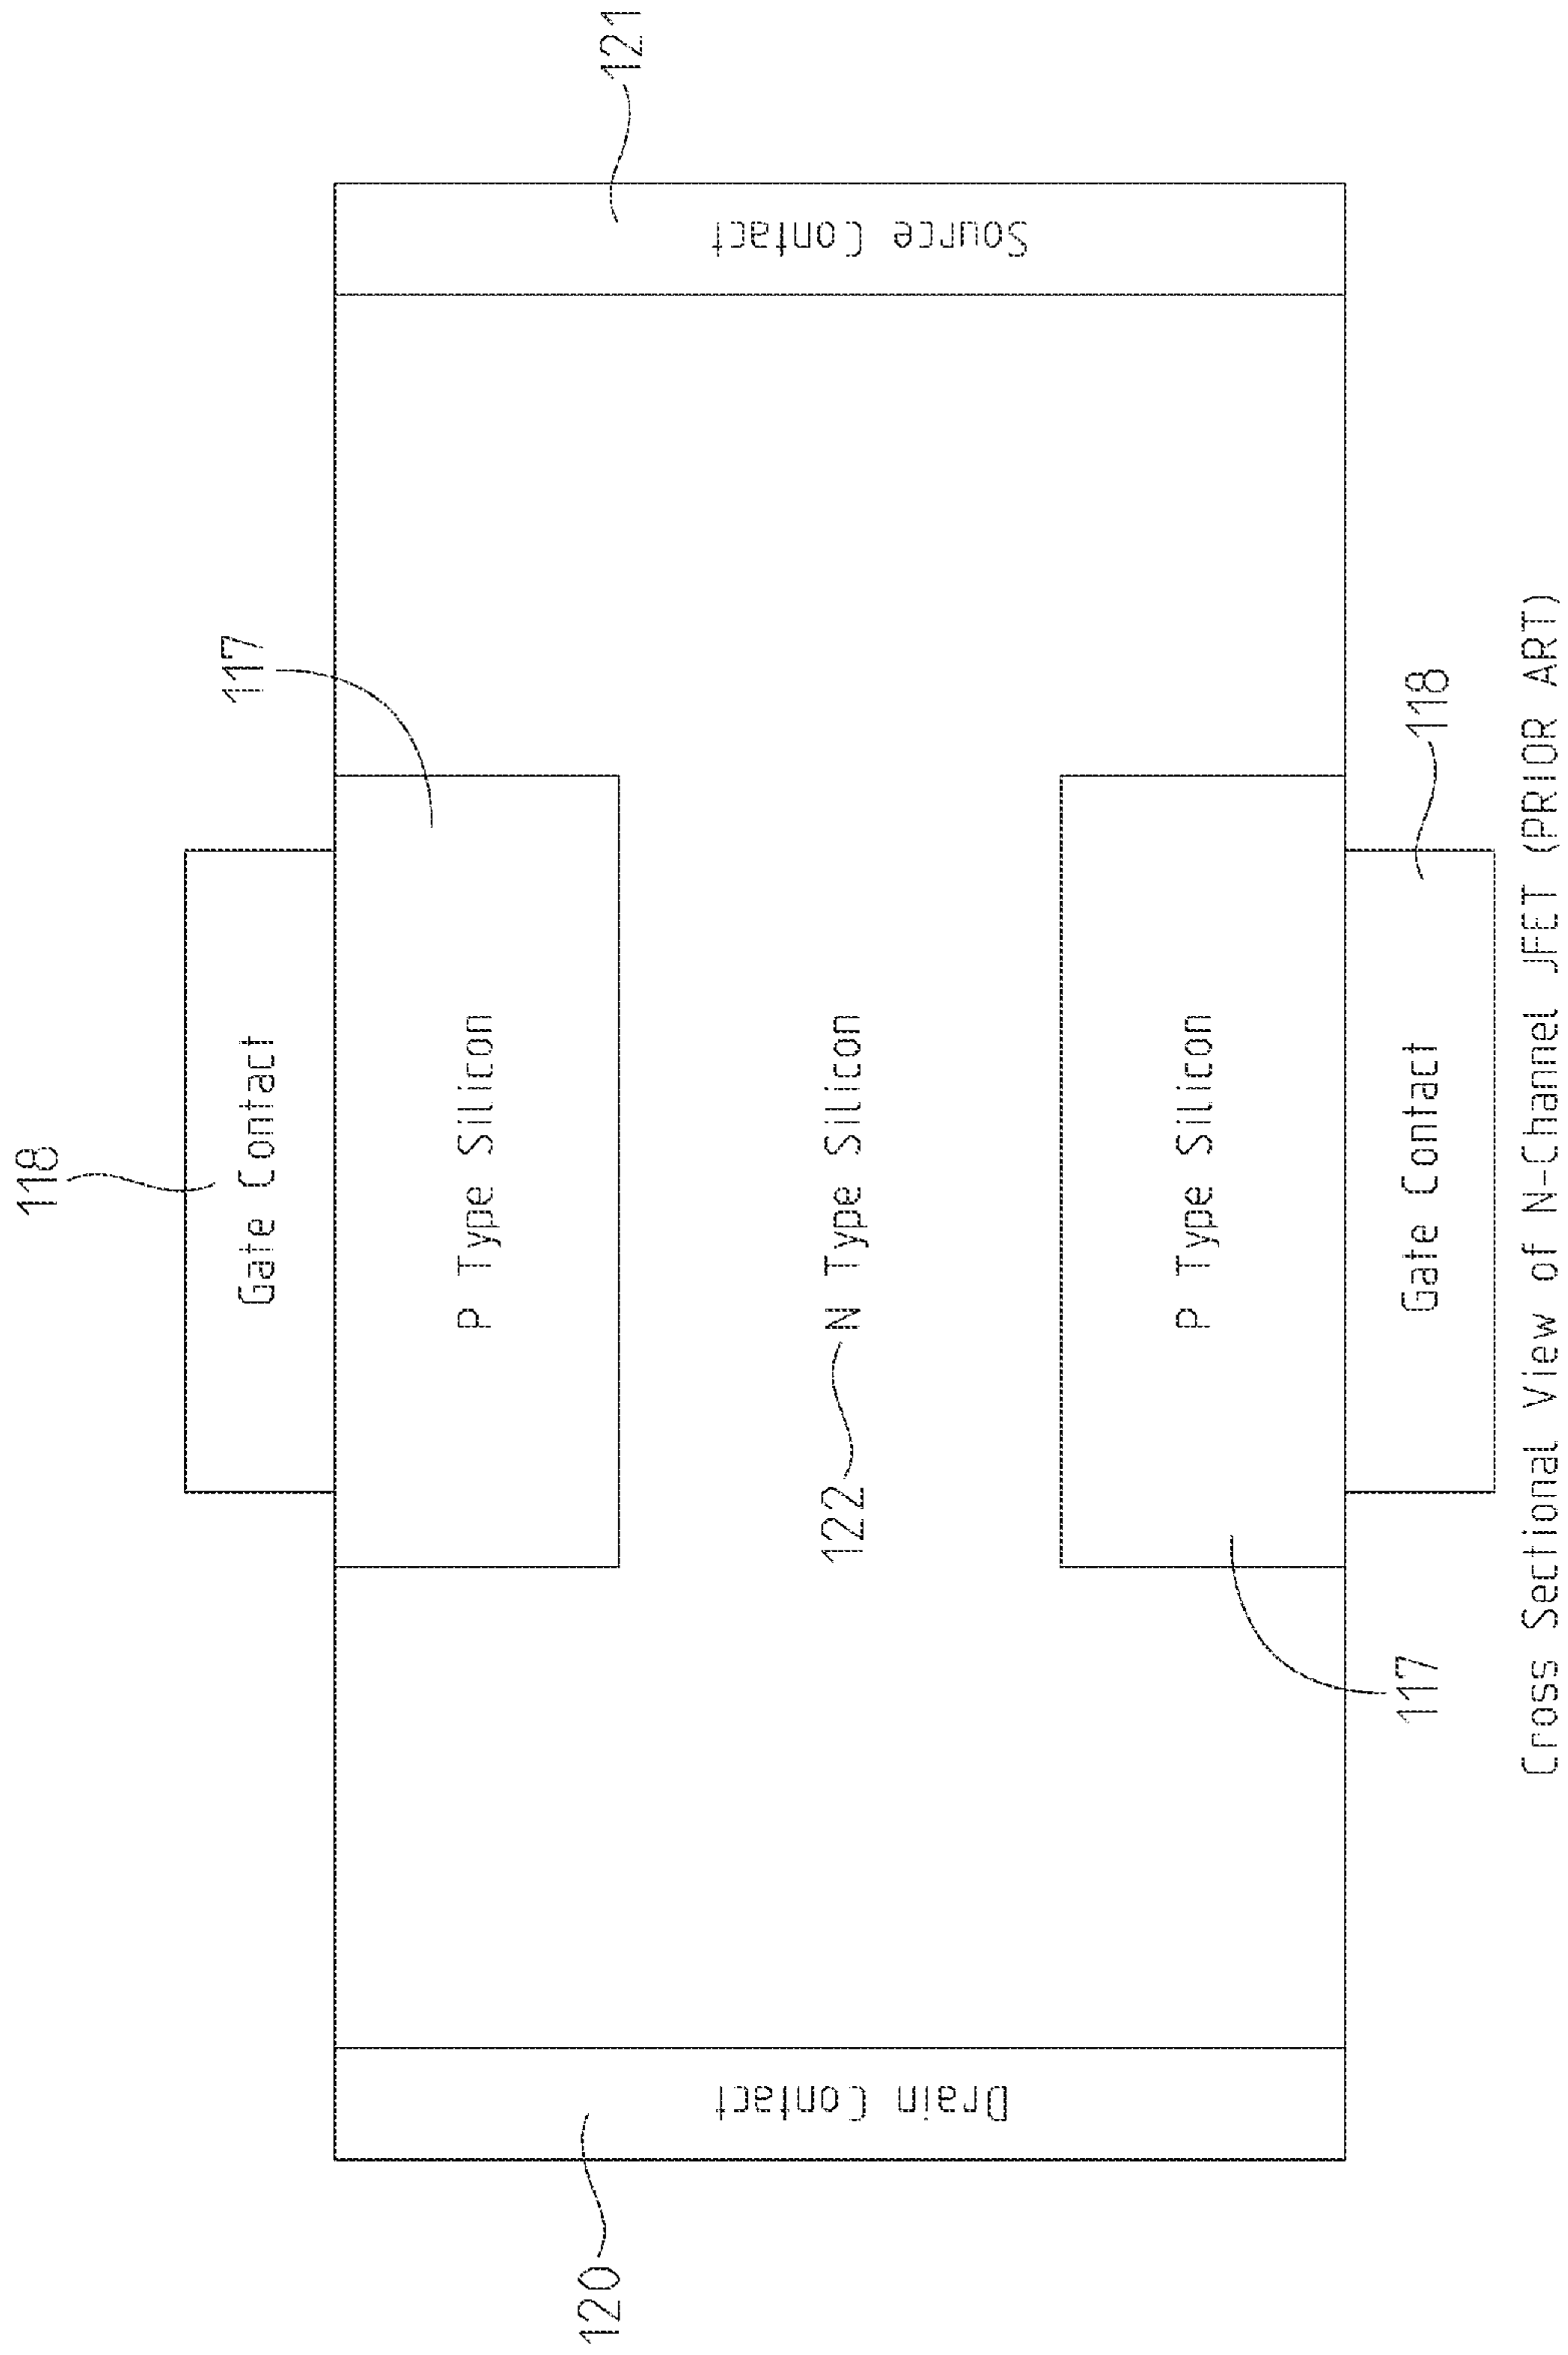 118
Gate Contact
117
P Type Silicon
120
Drain Contact
122
N Type Silicon
Source Contact
121
P Type Silicon
117
Gate Contact
118
Cross Sectional View of N-Channel JFET (PRIOR ART)